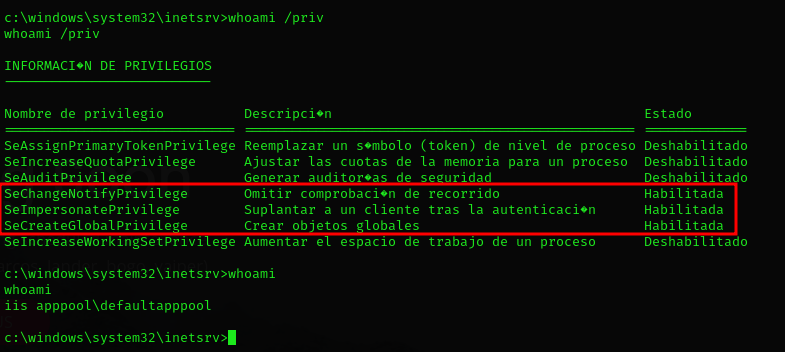 c:\windows\system32\inetsrv>whoami /priv
whoami /priv
INFORMACI�N DE PRIVILEGIOS
--------------------------
Nombre de privilegio Descripci�n Estado
============================= ================================================ =============
SeAssignPrimaryTokenPrivilege Reemplazar un s�mbolo (token) de nivel de proceso Deshabilitado
SeIncreaseQuotaPrivilege Ajustar las cuotas de la memoria para un proceso Deshabilitado
SeAuditPrivilege Generar auditor�as de seguridad Deshabilitado
SeChangeNotifyPrivilege Omitir comprobaci�n de recorrido Habilitada
SeImpersonatePrivilege Suplantar a un cliente tras la autenticaci�n Habilitada
SeCreateGlobalPrivilege Crear objetos globales Habilitada
SeIncreaseWorkingSetPrivilege Aumentar el espacio de trabajo de un proceso Deshabilitado
c:\windows\system32\inetsrv>whoami
whoami
iis apppool\defaultapppool
c:\windows\system32\inetsrv>